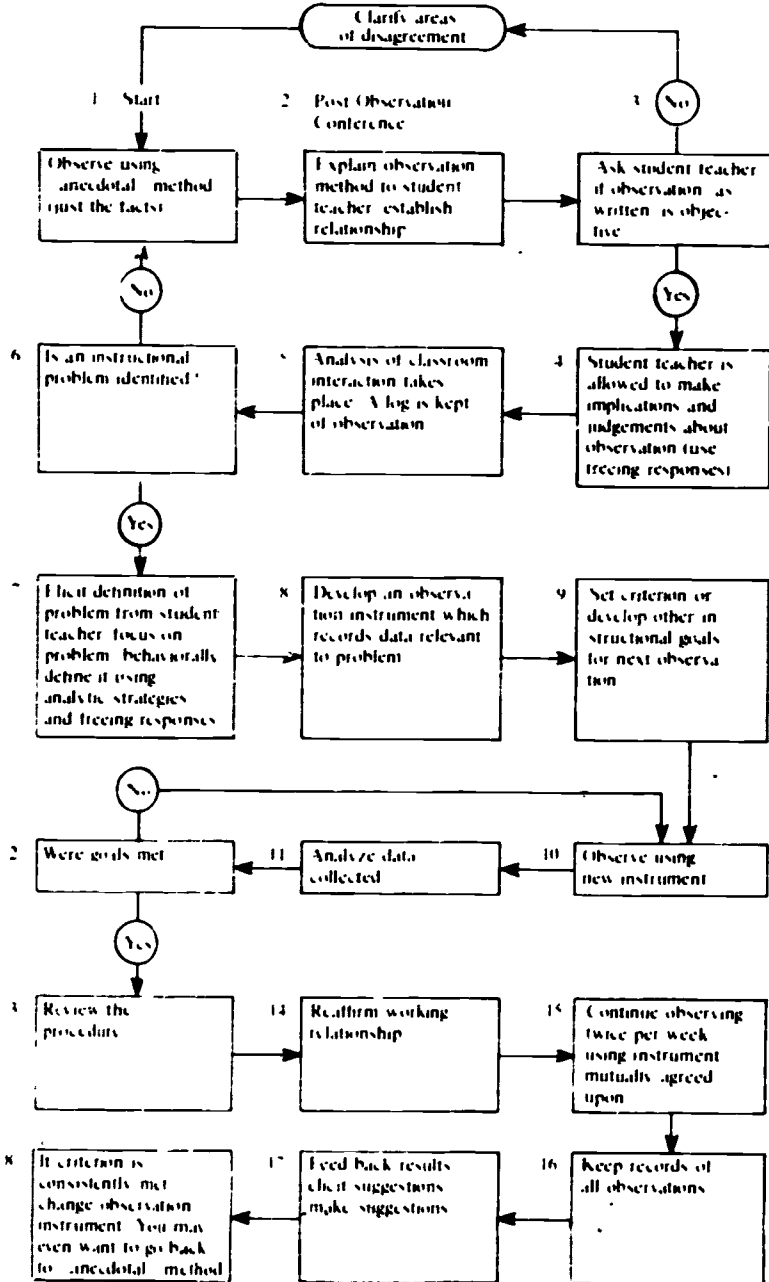 Clarify areas
of disagreement
1 Start
2 Post Observation
Conference
3
No
Observe using
anecdotal method
(just the facts)
Explain observation
method to student
teacher establish
relationship
Ask student teacher
if observation as
written is objec-
tive
No
Yes
6
Is an instructional
problem identified?
5
Analysis of classroom
interaction takes
place A log is kept
of observation
4
Student teacher is
allowed to make
implications and
judgements about
observation (use
freeing responses)
Yes
7
Elicit definition of
problem from student
teacher focus on
problem behaviorally
define it using
analytic strategies
and freeing responses
8
Develop an observa
tion instrument which
records data relevant
to problem
9
Set criterion or
develop other in
structional goals
for next observa
tion
No
2
Were goals met
11
Analyze data
collected
10
Observe using
new instrument
Yes
3
Review the
procedure
14
Reaffirm working
relationship
15
Continue observing
twice per week
using instrument
mutually agreed
upon
8
If criterion is
consistently met
change observation
instrument You may
even want to go back
to anecdotal method
17
Feed back results
elicit suggestions
make suggestions
16
Keep records of
all observations